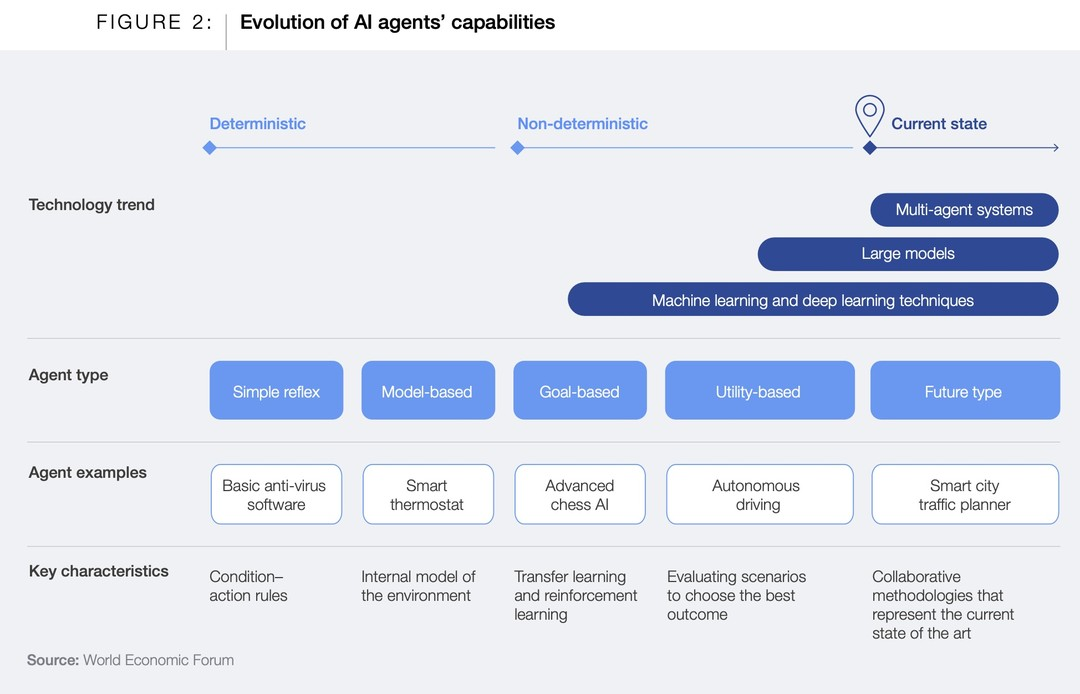 FIGURE 2: Evolution of AI agents’ capabilities
Deterministic
Non-deterministic
Current state
Technology trend
Multi-agent systems
Large models
Machine learning and deep learning techniques
Agent type
Simple reflex
Model-based
Goal-based
Utility-based
Future type
Agent examples
Basic anti-virus
software
Smart
thermostat
Advanced
chess AI
Autonomous
driving
Smart city
traffic planner
Key characteristics
Condition–
action rules
Internal model of
the environment
Transfer learning
and reinforcement
learning
Evaluating scenarios
to choose the best
outcome
Collaborative
methodologies that
represent the current
state of the art
Source: World Economic Forum